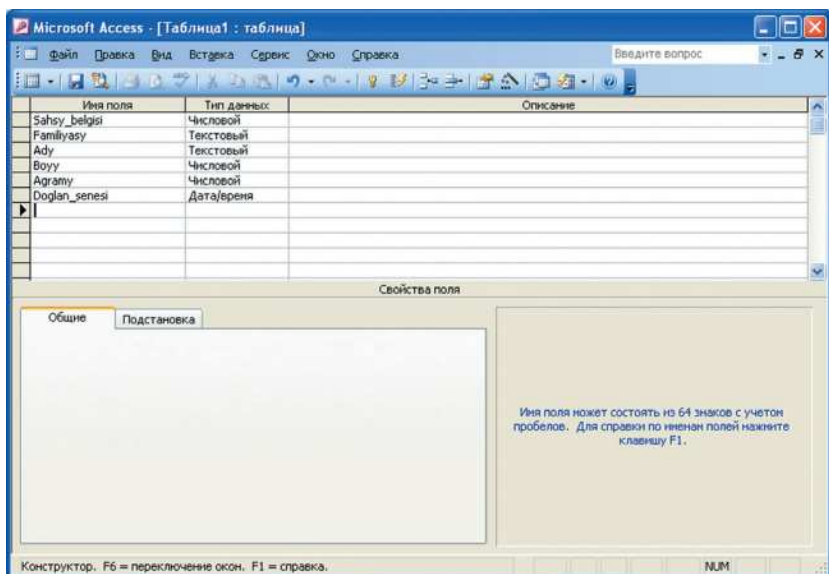 Microsoft Access - [Таблица1 : таблица]
Файл Правка Вид Вставка Сервис Окно Справка Введите вопрос
Имя поля Тип данных Описание
Sahsy_belgisi Числовой
Familiyasy Текстовый
Ady Текстовый
Boyy Числовой
Agramy Числовой
Doglan_senesi Дата/время
Свойства поля
Общие Подстановка
Имя поля может состоять из 64 знаков с учетом
пробелов. Для справки по именам полей нажмите
клавишу F1.
Конструктор. F6 = переключение окон. F1 = справка. NUM